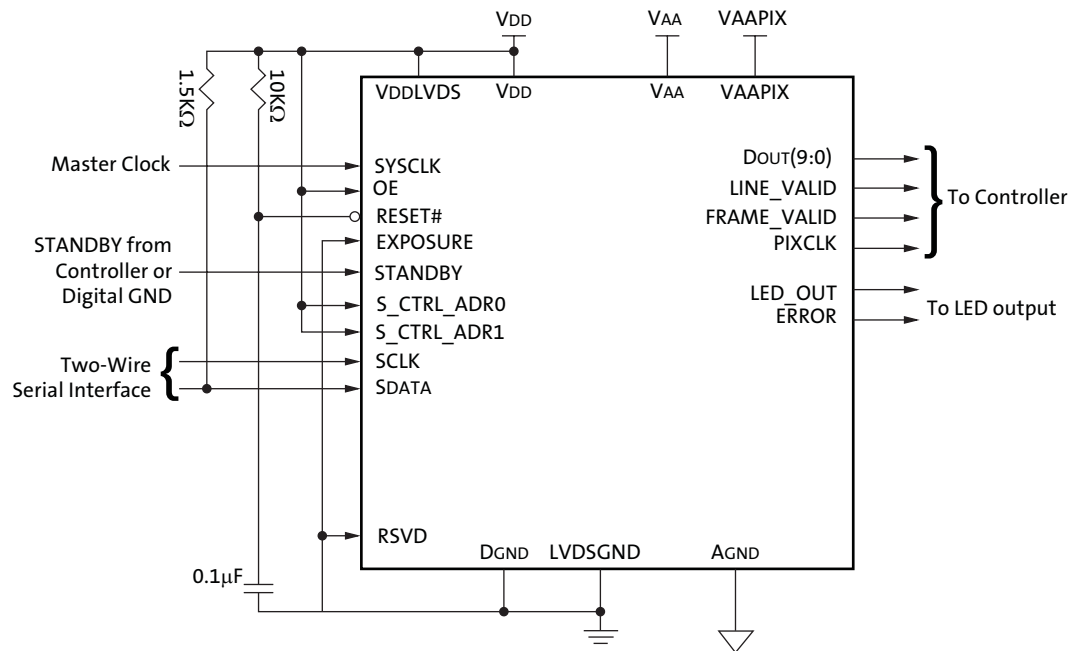 VDD
VAA
VAAPIX
1.5KΩ
10KΩ
VDDLVDS
VDD
VAA
VAAPIX
Master Clock
SYSCLK
OE
RESET#
EXPOSURE
STANDBY from
Controller or
Digital GND
STANDBY
S_CTRL_ADR0
S_CTRL_ADR1
Two-Wire
Serial Interface
SCLK
SDATA
RSVD
DOUT(9:0)
LINE_VALID
FRAME_VALID
PIXCLK
To Controller
LED_OUT
ERROR
To LED output
0.1μF
DGND
LVDSGND
AGND